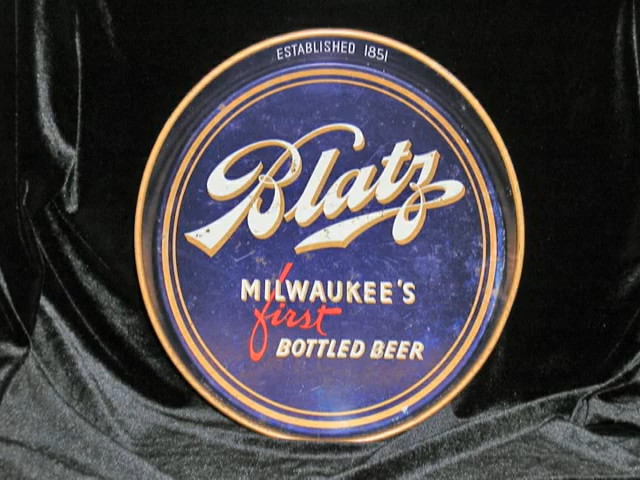 ESTABLISHED 1851
Blatz
MILWAUKEE'S
first
BOTTLED BEER